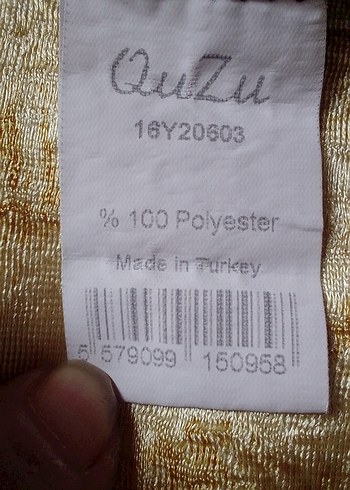 QuZu
16Y20603
% 100 Polyester
Made in Turkey
5 579099 150958